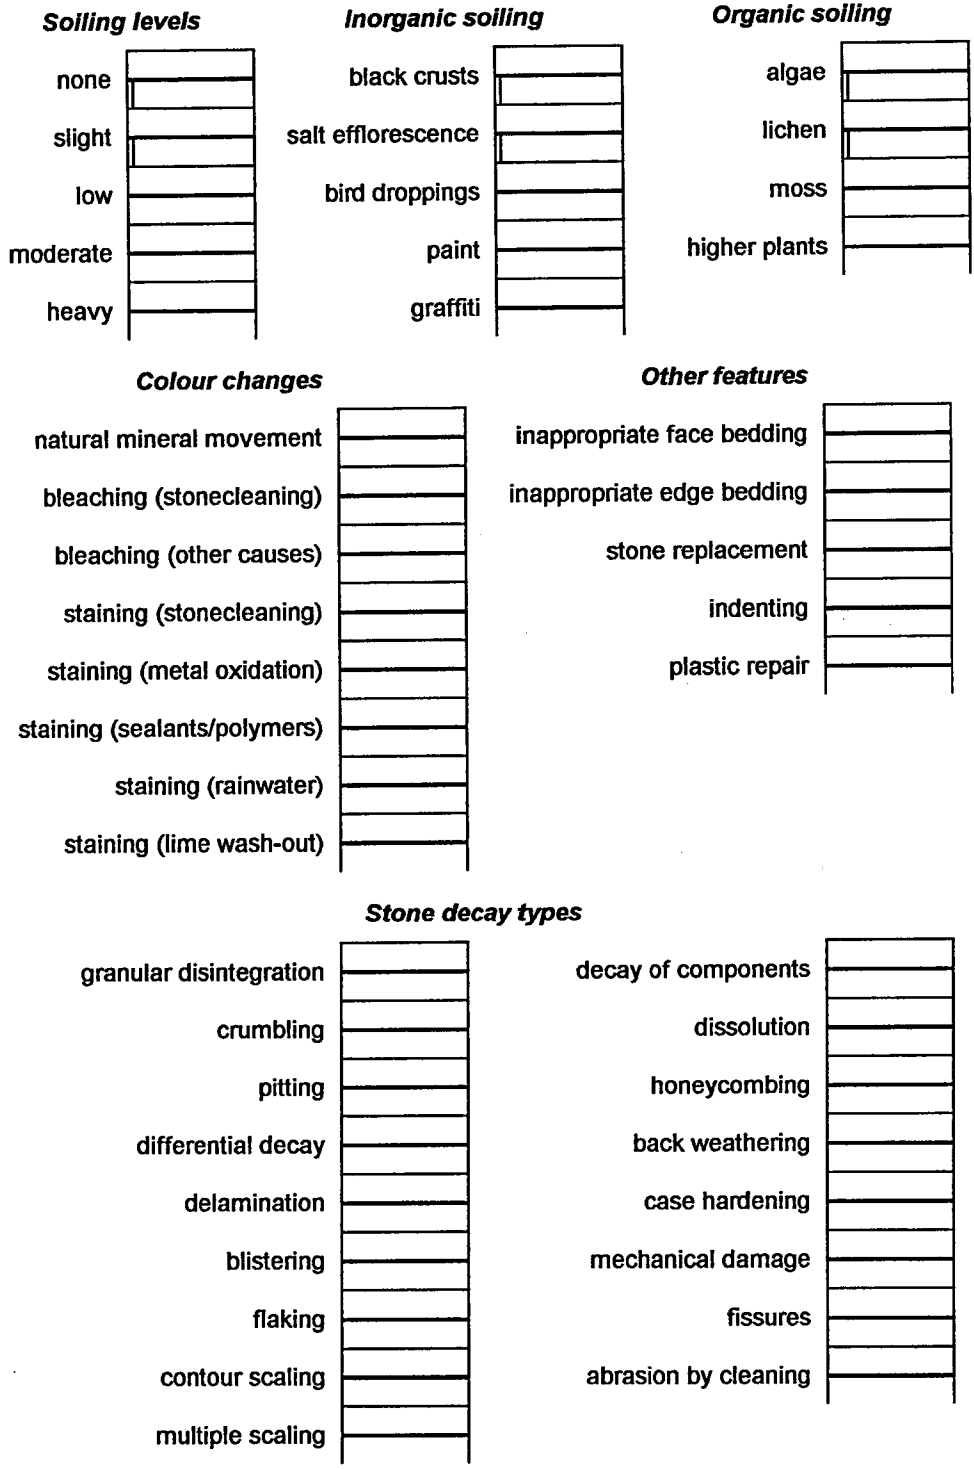 Soiling levels
none
slight
low
moderate
heavy
Inorganic soiling
black crusts
salt efflorescence
bird droppings
paint
graffiti
Organic soiling
algae
lichen
moss
higher plants
Colour changes
natural mineral movement
bleaching (stonecleaning)
bleaching (other causes)
staining (stonecleaning)
staining (metal oxidation)
staining (sealants/polymers)
staining (rainwater)
staining (lime wash-out)
Other features
inappropriate face bedding
inappropriate edge bedding
stone replacement
indenting
plastic repair
Stone decay types
granular disintegration
crumbling
pitting
differential decay
delamination
blistering
flaking
contour scaling
multiple scaling
decay of components
dissolution
honeycombing
back weathering
case hardening
mechanical damage
fissures
abrasion by cleaning